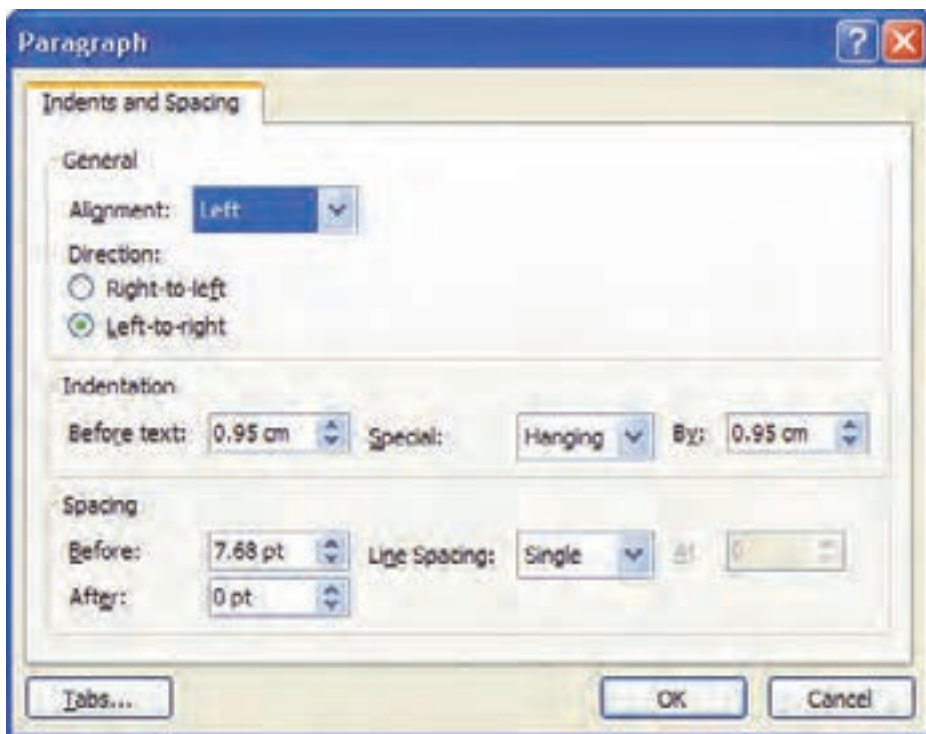 Paragraph
Indents and Spacing
General
Alignment: Left
Direction:
Right-to-left
Left-to-right
Indentation
Before text: 0.95 cm Special: Hanging By: 0.95 cm
Spacing
Before: 7.68 pt Line Spacing: Single At 0
After: 0 pt
Tabs... OK Cancel